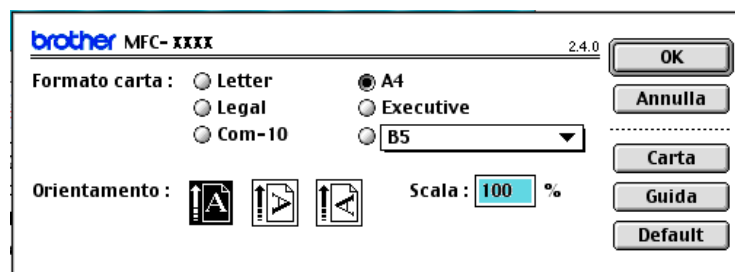 brother MFC-XXXX 2.4.0
Formato carta : Letter A4
Legal Executive
Com-10 B5
Orientamento : A A A Scala : 100 %
OK
Annulla
Carta
Guida
Default